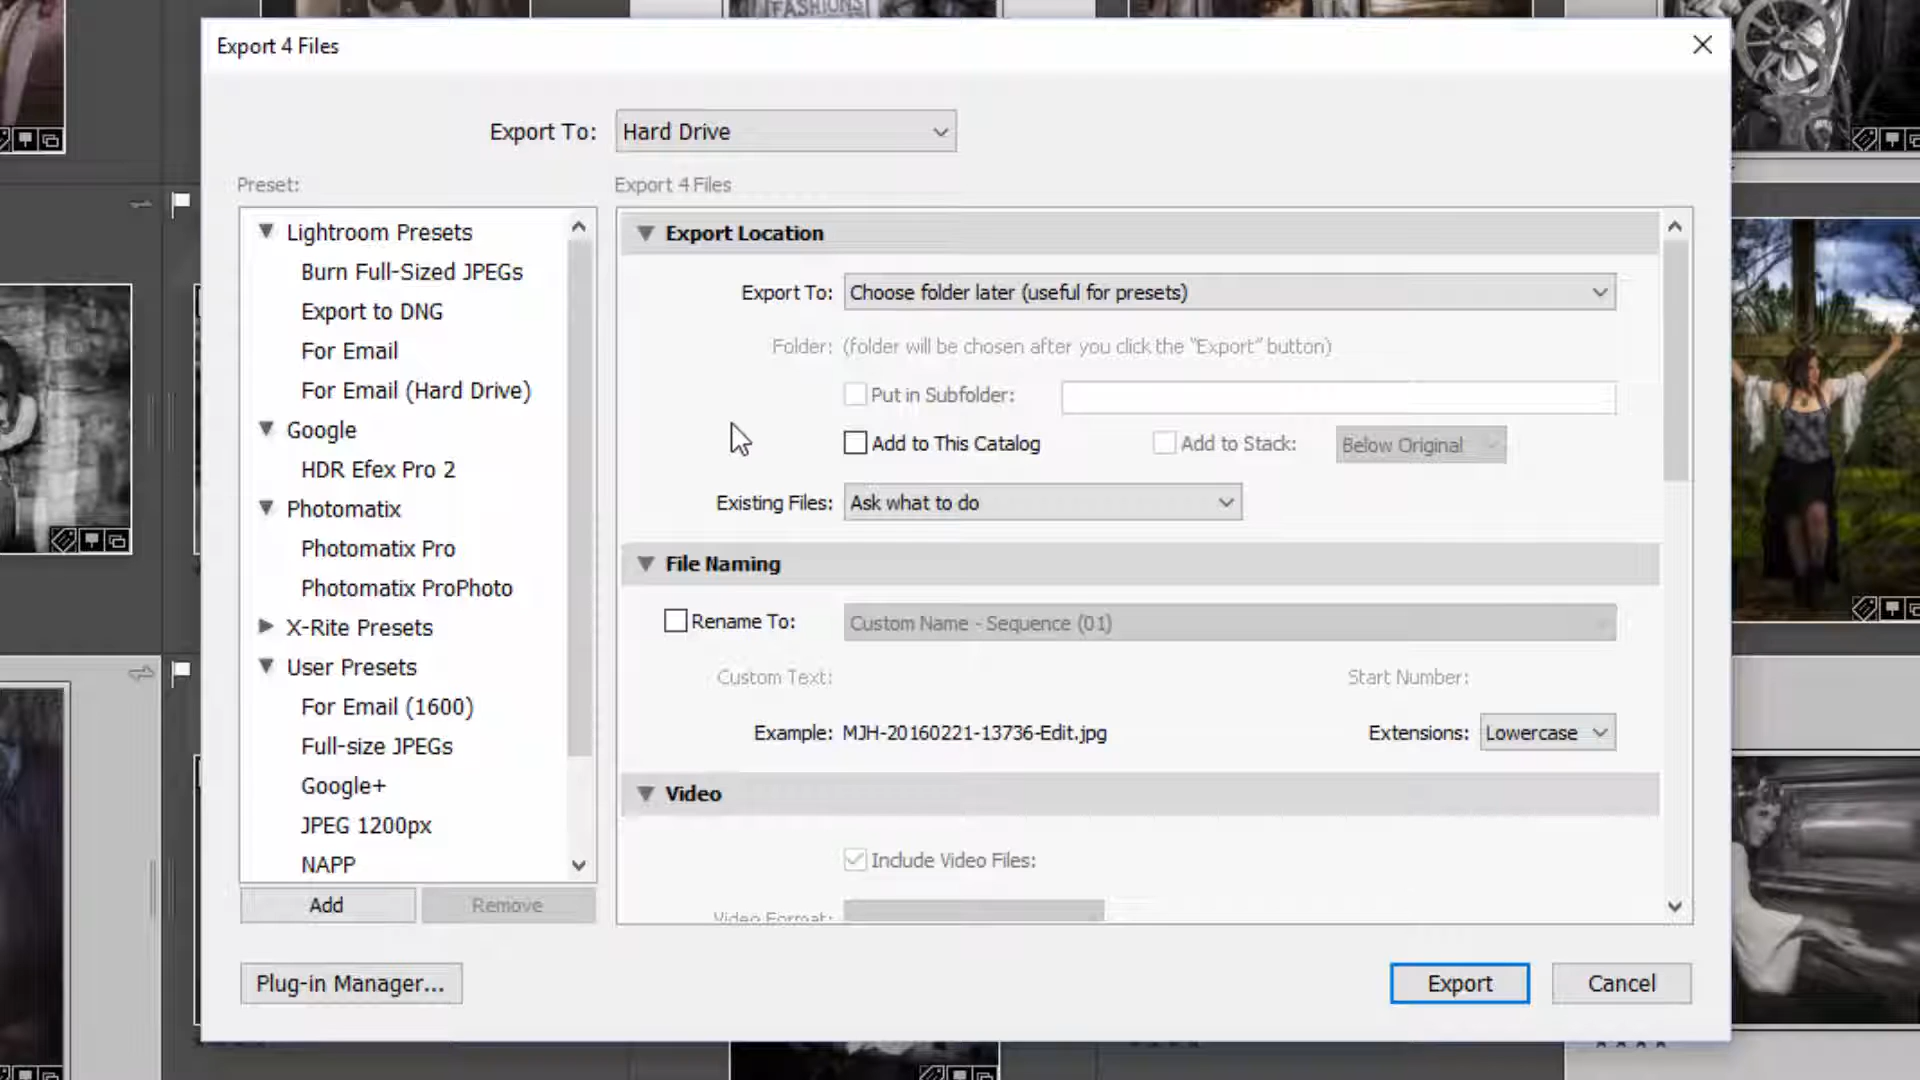 FASHIONS
Export 4 Files
Export To: Hard Drive
Preset:
Export 4 Files
Lightroom Presets
Burn Full-Sized JPEGs
Export to DNG
For Email
For Email (Hard Drive)
Google
HDR Efex Pro 2
Photomatix
Photomatix Pro
Photomatix ProPhoto
X-Rite Presets
User Presets
For Email (1600)
Full-size JPEGs
Google+
JPEG 1200px
NAPP
Add Remove
Export Location
Export To: Choose folder later (useful for presets)
Folder: (folder will be chosen after you click the "Export" button)
Put in Subfolder:
Add to This Catalog Add to Stack: Below Original
Existing Files: Ask what to do
File Naming
Rename To: Custom Name - Sequence (01)
Custom Text: Start Number:
Example: MJH-20160221-13736-Edit.jpg Extensions: Lowercase
Video
Include Video Files:
Video Format:
Plug-in Manager... Export Cancel